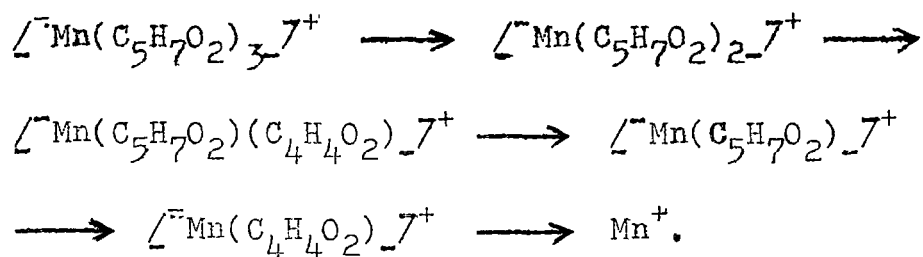 [Mn(C₅H₇O₂)₃]⁺ ⟶ [Mn(C₅H₇O₂)₂]⁺ ⟶
[Mn(C₅H₇O₂)(C₄H₄O₂)]⁺ ⟶ [Mn(C₅H₇O₂)]⁺
⟶ [Mn(C₄H₄O₂)]⁺ ⟶ Mn⁺.